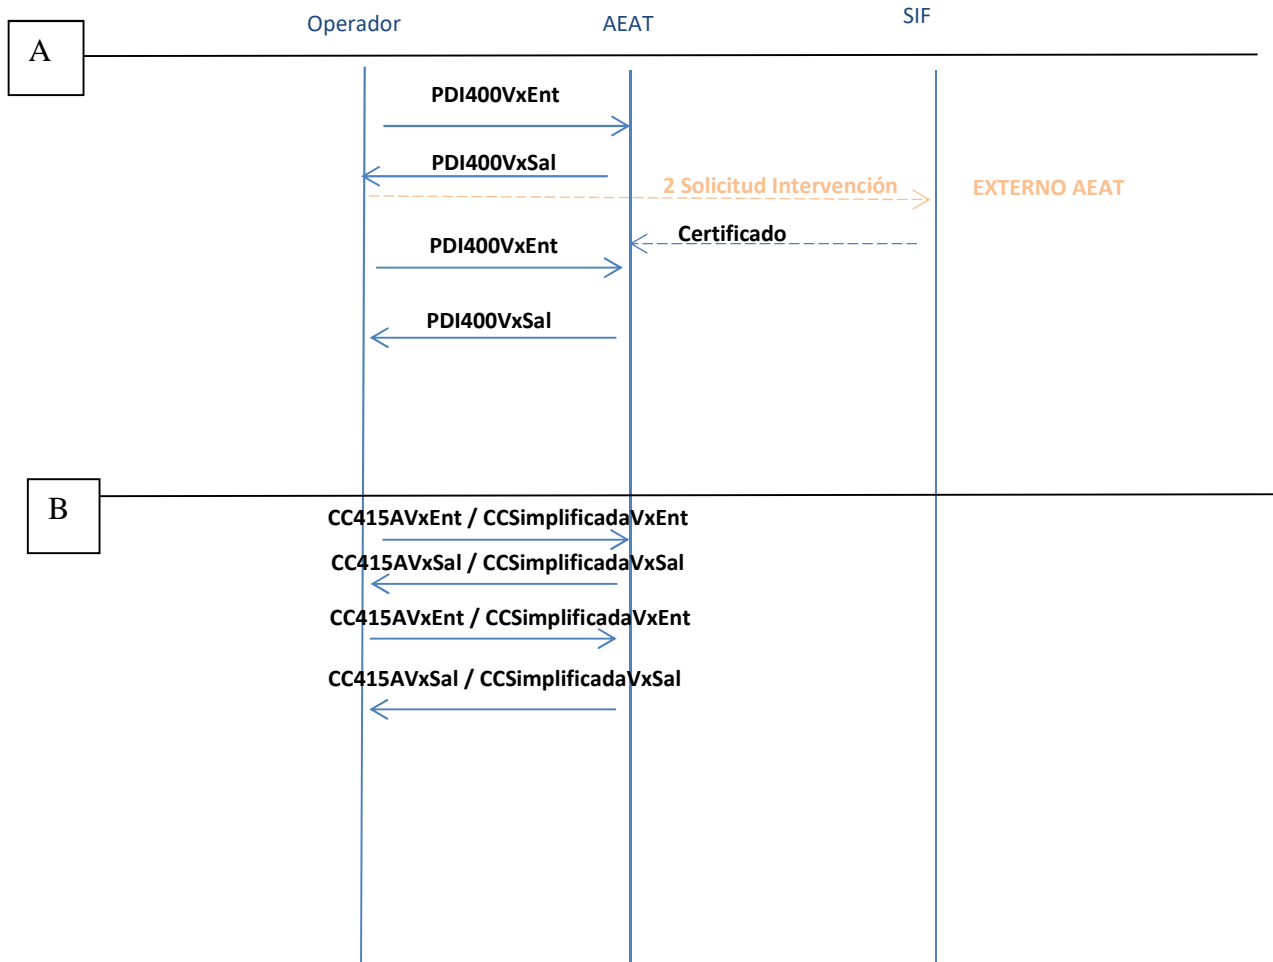 Operador
AEAT
SIF
A
PDI400VxEnt
PDI400VxSal
2 Solicitud Intervención
EXTERNO AEAT
Certificado
PDI400VxEnt
PDI400VxSal
B
CC415AVxEnt / CCSimplificadaVxEnt
CC415AVxSal / CCSimplificadaVxSal
CC415AVxEnt / CCSimplificadaVxEnt
CC415AVxSal / CCSimplificadaVxSal